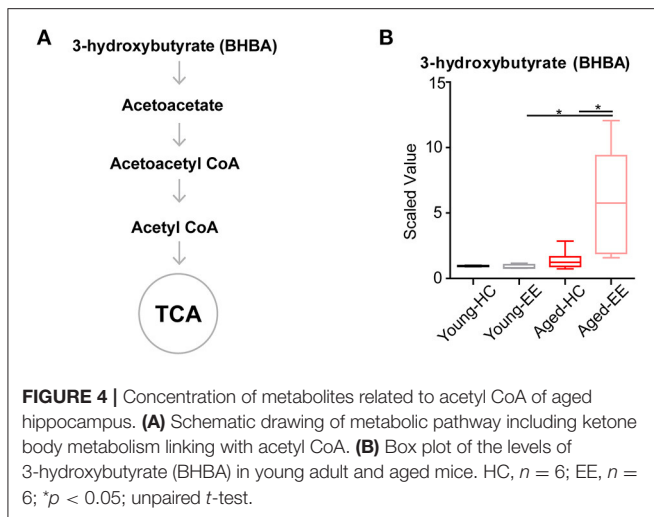 A
3-hydroxybutyrate (BHBA)
Acetoacetate
Acetoacetyl CoA
Acetyl CoA
TCA
B
3-hydroxybutyrate (BHBA)
Scaled Value
15
10
5
0
* *
Young-HC
Young-EE
Aged-HC
Aged-EE
FIGURE 4 | Concentration of metabolites related to acetyl CoA of aged
hippocampus. (A) Schematic drawing of metabolic pathway including ketone
body metabolism linking with acetyl CoA. (B) Box plot of the levels of
3-hydroxybutyrate (BHBA) in young adult and aged mice. HC, n = 6; EE, n =
6; *p < 0.05; unpaired t-test.